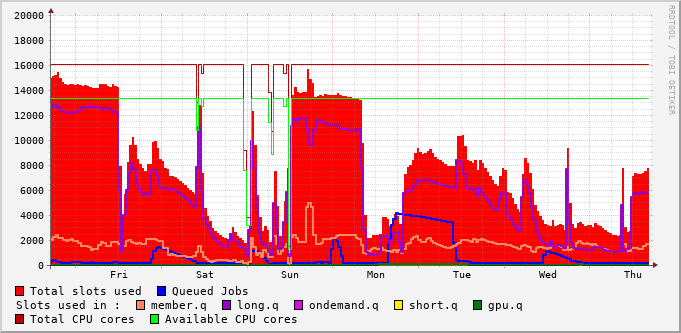 20000
18000
16000
14000
12000
10000
8000
6000
4000
2000
0
Fri Sat Sun Mon Tue Wed Thu
RRDTOOL / TOBI OETIKER
Total slots used Queued Jobs
Slots used in : member.q long.q ondemand.q short.q gpu.q
Total CPU cores Available CPU cores